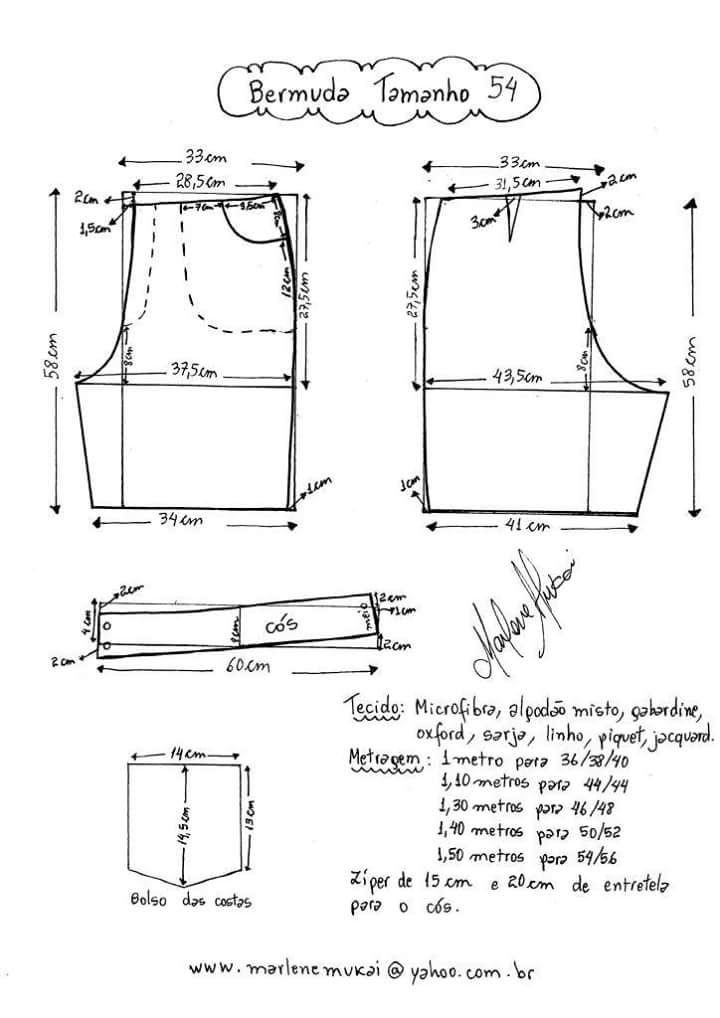 Bermuda Tamanho 54
33cm
28,5cm
2cm
1,5cm
7cm
9,5cm
12cm
27,5cm
58cm
8cm
37,5cm
1cm
34cm
33cm
31,5cm
2cm
2cm
3cm
27,5cm
58cm
8cm
43,5cm
1cm
41cm
2cm
4cm
2cm
cós
2cm
1cm
2cm
60cm
Marlene Mukai
Tecido: Microfibra, algodão misto, gabardine,
oxford, sarja, linho, piquet, jacquard.
Metragem: 1 metro para 36/38/40
1,10 metros para 44/44
1,30 metros para 46/48
1,40 metros para 50/52
1,50 metros para 54/56
Zíper de 15cm e 20cm de entretela
para o cós.
14cm
14,5cm
13cm
Bolso das costas
www.marlenemukai@yahoo.com.br